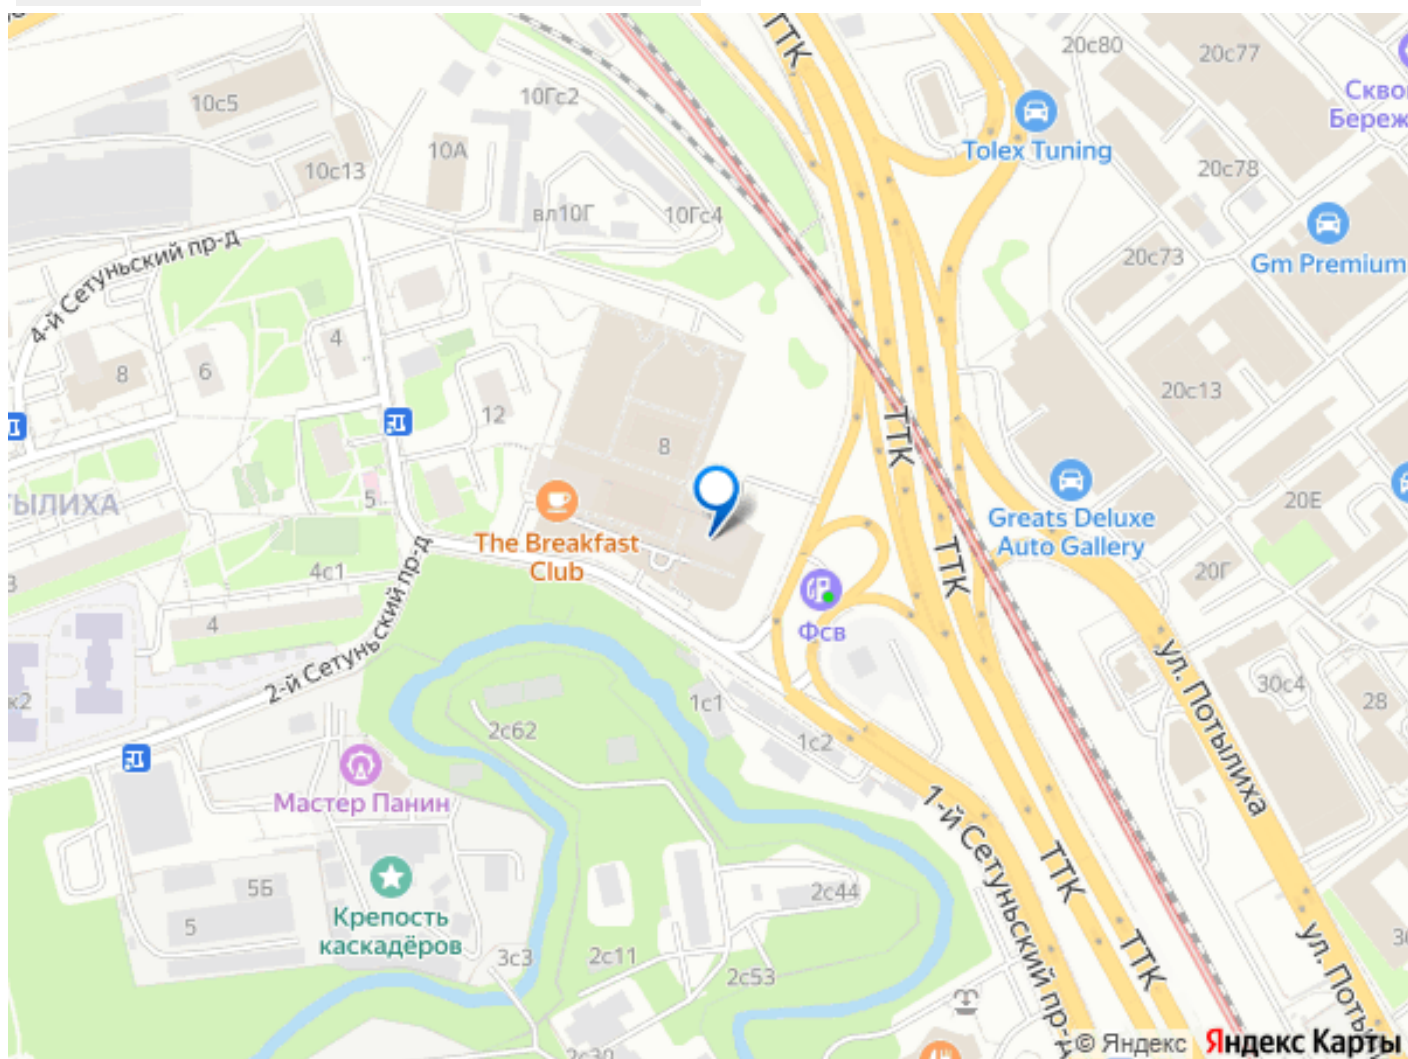 ТТК
20с80
20с77
10с5
10Гс2
Tolex Tuning
10А
10с13
20с78
вл10Г
10Гс4
4-й Сетуньский пр-д
20с73
Gm Premium
4
8
6
20с13
12
ТТК
8
5
20Е
Greats Deluxe
Auto Gallery
The Breakfast
Club
2-й Сетуньский пр-д
4с1
ТТК
20Г
4
Фсв
ул. Потылиха
30с4
28
1с1
2с62
1с2
Мастер Панин
1-й Сетуньский пр-д
ТТК
5Б
2с44
Крепость
каскадёров
5
3с3
2с11
2с53
ТТК
© Яндекс
Яндекс Карты